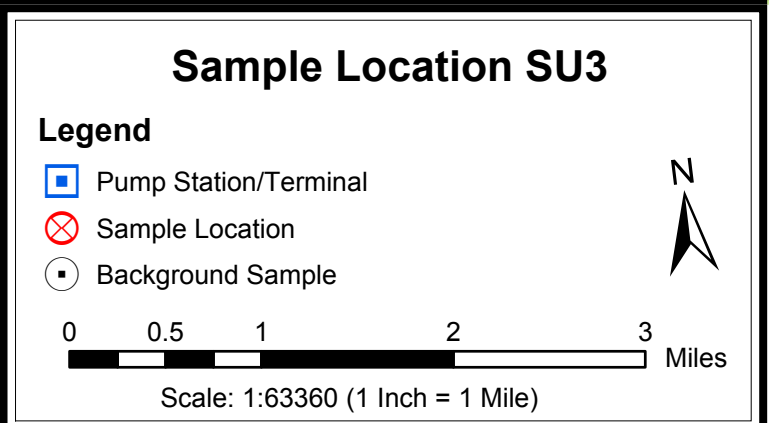 Sample Location SU3
Legend
Pump Station/Terminal
Sample Location
Background Sample
N
0 0.5 1 2 3
Miles
Scale: 1:63360 (1 Inch = 1 Mile)